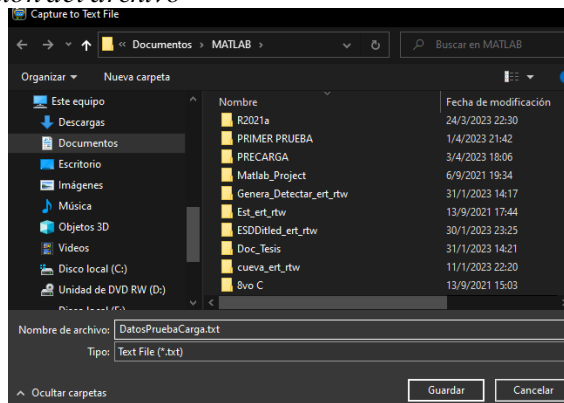 ón del archivo
Capture to Text File
« Documentos > MATLAB >
Buscar en MATLAB
Organizar
Nueva carpeta
Este equipo
Descargas
Documentos
Escritorio
Imágenes
Música
Objetos 3D
Videos
Disco local (C:)
Unidad de DVD RW (D:)
Nombre
Fecha de modificación
R2021a 24/3/2023 22:30
PRIMER PRUEBA 1/4/2023 21:42
PRECARGA 3/4/2023 18:06
Matlab_Project 6/9/2021 19:34
Genera_Detectar_ert_rtw 31/1/2023 14:17
Est_ert_rtw 13/9/2021 17:44
ESDDitled_ert_rtw 30/1/2023 23:25
Doc_Tesis 31/1/2023 14:21
cueva_ert_rtw 11/1/2023 22:20
8vo C 13/9/2021 15:03
Nombre de archivo: DatosPruebaCarga.txt
Tipo: Text File (*.txt)
Ocultar carpetas
Guardar
Cancelar